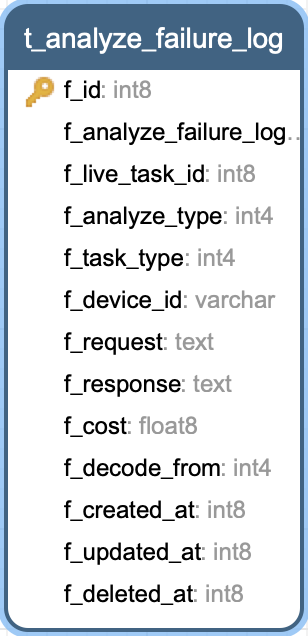 t_analyze_failure_log
f_id: int8
f_analyze_failure_log...
f_live_task_id: int8
f_analyze_type: int4
f_task_type: int4
f_device_id: varchar
f_request: text
f_response: text
f_cost: float8
f_decode_from: int4
f_created_at: int8
f_updated_at: int8
f_deleted_at: int8